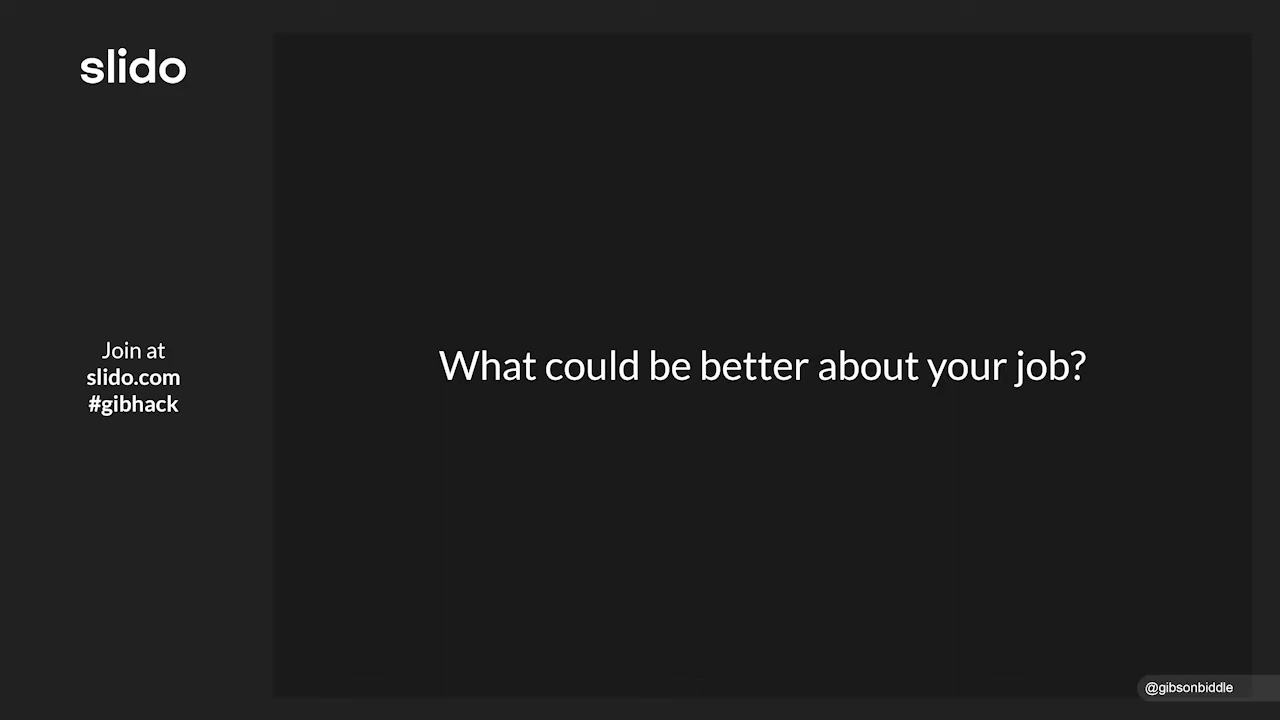 slido
Join at
slido.com
#gibhack
What could be better about your job?
@gibsonbiddle